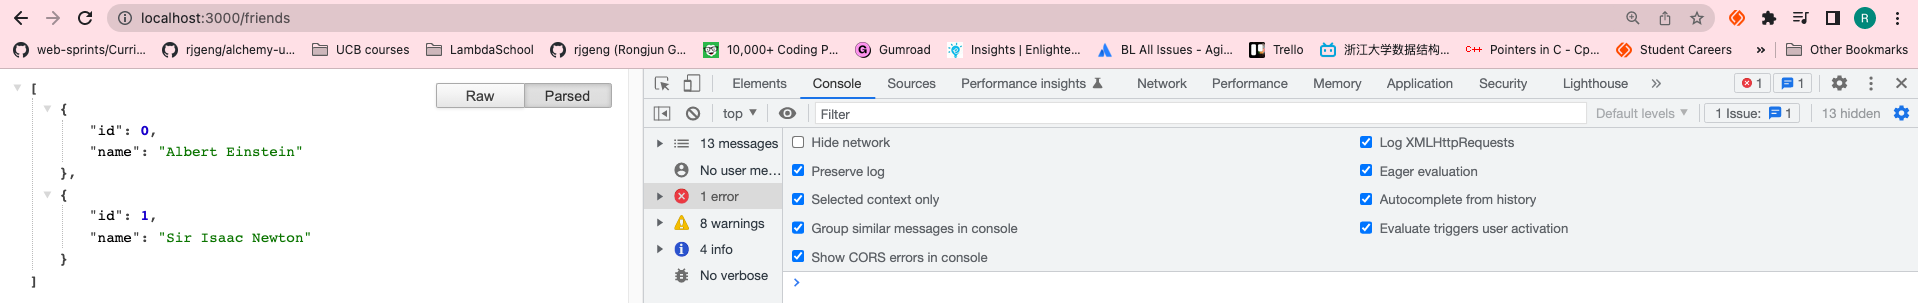 localhost:3000/friends
R
web-sprints/Curri...
rjgeng/alchemy-u...
UCB courses
LambdaSchool
rjgeng (Rongjun G...
10,000+ Coding P...
G Gumroad
Insights | Enlighte...
BL All Issues - Agi...
Trello
浙江大学数据结构...
C++ Pointers in C - Cp...
Student Careers
»
Other Bookmarks
[
Raw
Parsed
{
"id": 0,
"name": "Albert Einstein"
},
{
"id": 1,
"name": "Sir Isaac Newton"
}
]
Elements
Console
Sources
Performance insights
Network
Performance
Memory
Application
Security
Lighthouse
»
1
1
top
Filter
Default levels
1 Issue: 1
13 hidden
13 messages
No user me...
1 error
8 warnings
4 info
No verbose
Hide network
Preserve log
Selected context only
Group similar messages in console
Show CORS errors in console
Log XMLHttpRequests
Eager evaluation
Autocomplete from history
Evaluate triggers user activation
>